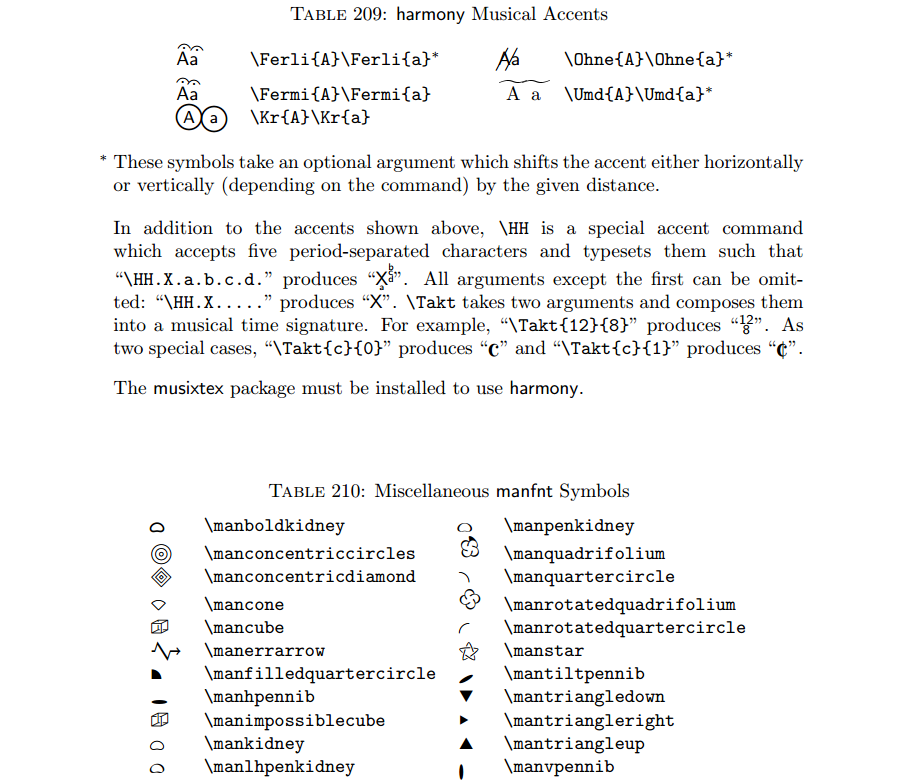 TABLE 209: harmony Musical Accents
Aa \Ferli{A}\Ferli{a}* Aa \Ohne{A}\Ohne{a}*
Aa \Fermi{A}\Fermi{a} A a \Umd{A}\Umd{a}*
A a \Kr{A}\Kr{a}
* These symbols take an optional argument which shifts the accent either horizontally
or vertically (depending on the command) by the given distance.
In addition to the accents shown above, \HH is a special accent command
which accepts five period-separated characters and typesets them such that
“\HH.X.a.b.c.d.” produces “Xabd”. All arguments except the first can be omit-
ted: “\HH.X.....” produces “X”. \Takt takes two arguments and composes them
into a musical time signature. For example, “\Takt{12}{8}” produces “12 8”. As
two special cases, “\Takt{c}{0}” produces “𝄴” and “\Takt{c}{1}” produces “𝄵”.
The musixtex package must be installed to use harmony.
TABLE 210: Miscellaneous manfnt Symbols
\manboldkidney \manpenkidney
\manconcentriccircles \manquadrifolium
\manconcentricdiamond \manquartercircle
\mancone \manrotatedquadrifolium
\mancube \manrotatedquartercircle
\manerrarrow \manstar
\manfilledquartercircle \mantiltpennib
\manhpennib \mantriangledown
\manimpossiblecube \mantriangleright
\mankidney \mantriangleup
\manlhpenkidney \manvpennib